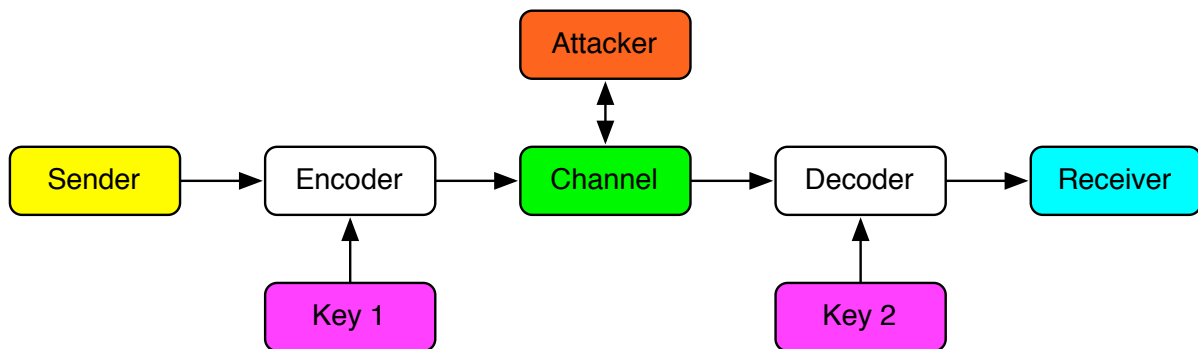 Attacker
Sender
Encoder
Channel
Decoder
Receiver
Key 1
Key 2